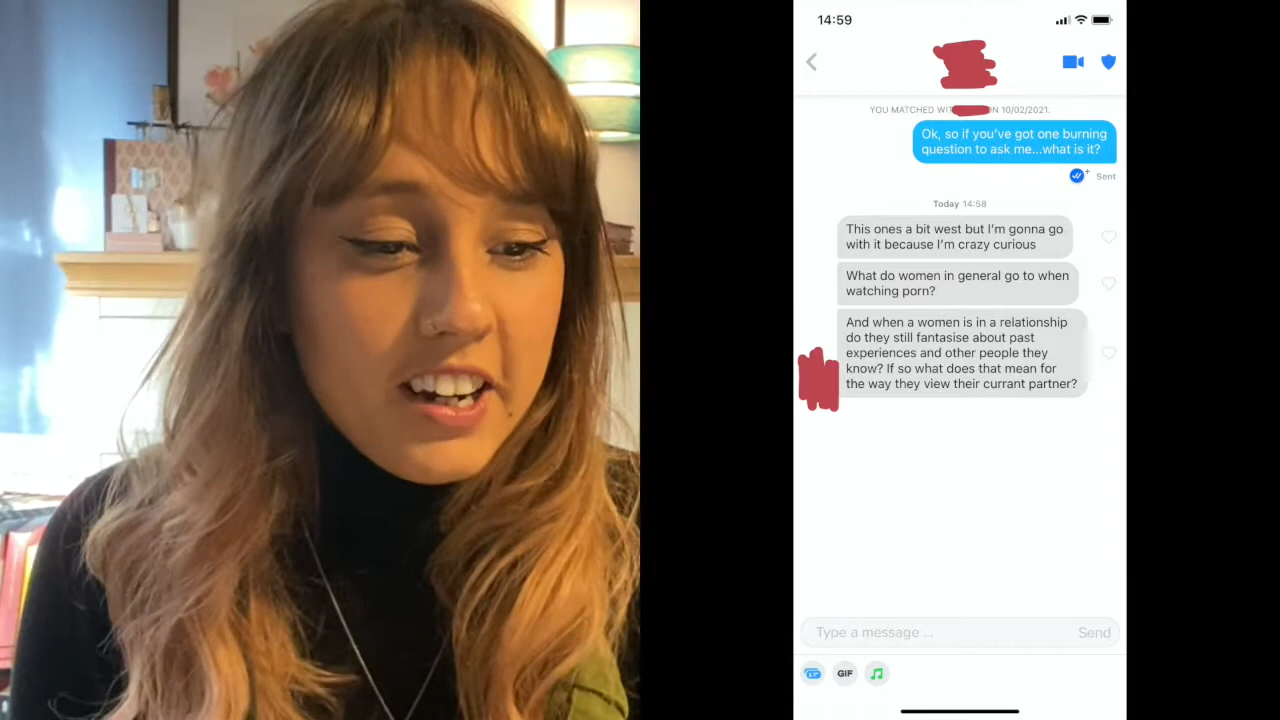 14:59
YOU MATCHED WITH ON 10/02/2021.
Ok, so if you've got one burning
question to ask me...what is it?
Sent
Today 14:58
This ones a bit west but I'm gonna go
with it because I'm crazy curious
What do women in general go to when
watching porn?
And when a women is in a relationship
do they still fantasise about past
experiences and other people they
know? If so what does that mean for
the way they view their currant partner?
Type a message ...
Send
GIF